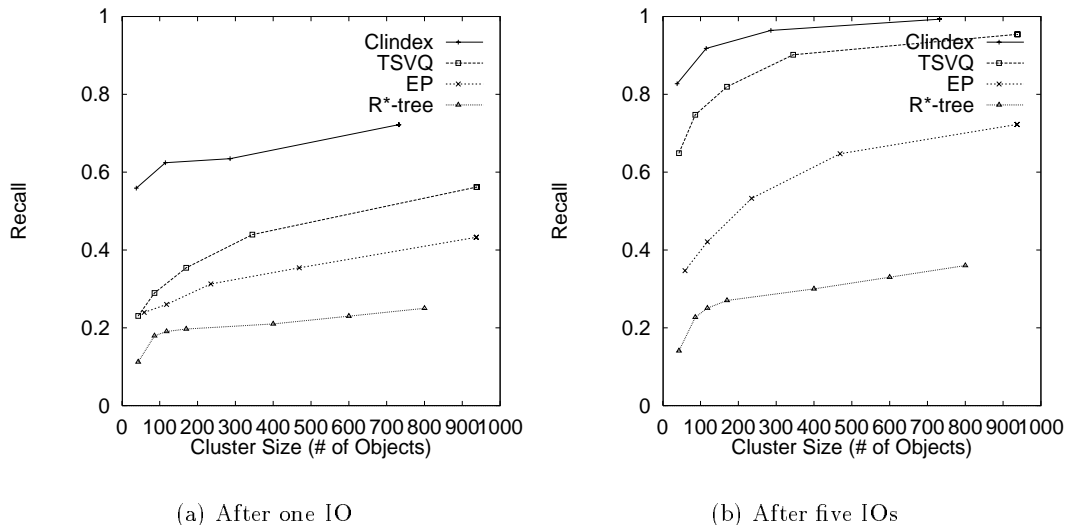 1
0.8
0.6
0.4
0.2
0
Recall
Clindex
TSVQ
EP
R*-tree
0 100 200 300 400 500 600 700 800 900 1000
Cluster Size (# of Objects)
(a) After one IO
1
0.8
0.6
0.4
0.2
0
Recall
Clindex
TSVQ
EP
R*-tree
0 100 200 300 400 500 600 700 800 900 1000
Cluster Size (# of Objects)
(b) After five IOs